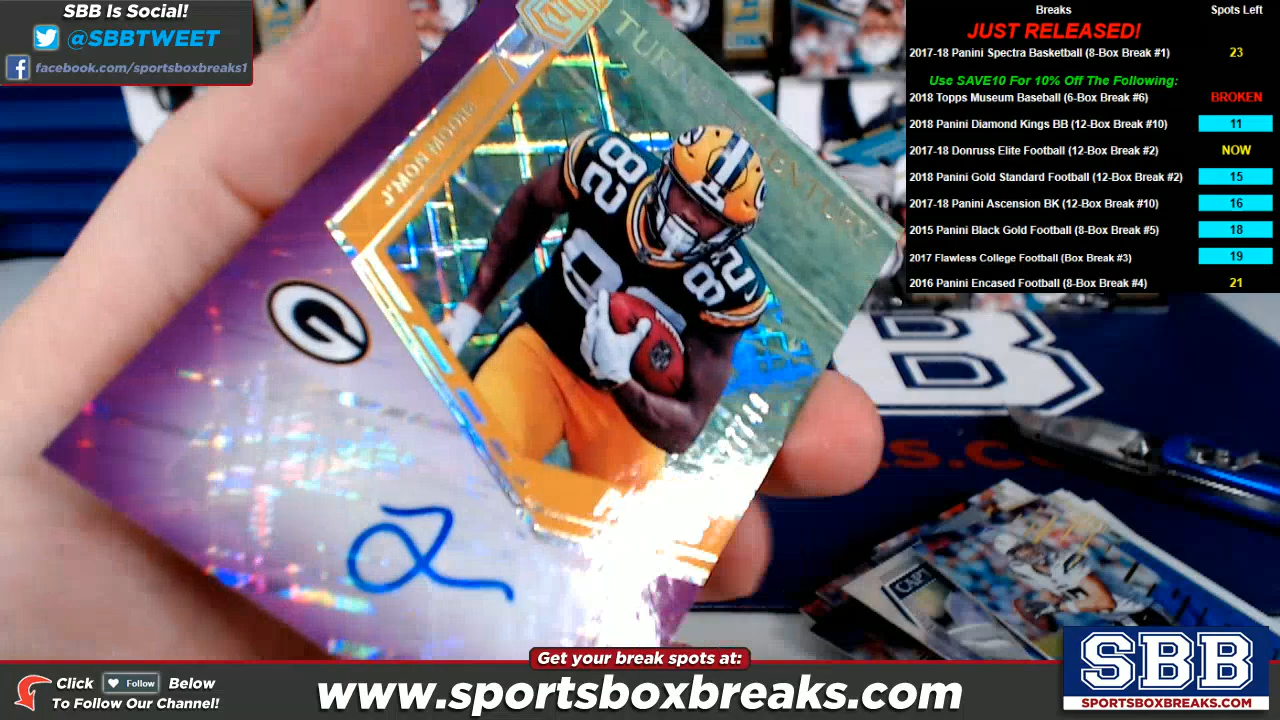 SBB Is Social!
@SBBTWEET
facebook.com/sportsboxbreaks1
Breaks Spots Left
JUST RELEASED!
2017-18 Panini Spectra Basketball (8-Box Break #1) 23
Use SAVE10 For 10% Off The Following:
2018 Topps Museum Baseball (6-Box Break #6) BROKEN
2018 Panini Diamond Kings BB (12-Box Break #10) 11
2017-18 Donruss Elite Football (12-Box Break #2) NOW
2018 Panini Gold Standard Football (12-Box Break #2) 15
2017-18 Panini Ascension BK (12-Box Break #10) 16
2015 Panini Black Gold Football (8-Box Break #5) 18
2017 Flawless College Football (Box Break #3) 19
2016 Panini Encased Football (8-Box Break #4) 21
J'MON MOORE
82
82
G
Get your break spots at:
Click Follow Below
To Follow Our Channel!
www.sportsboxbreaks.com
SBB
SPORTSBOXBREAKS.COM